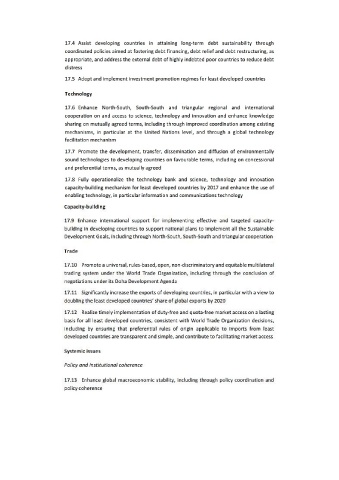 17.4 Assist developing countries in attaining long-term debt sustainability through
coordinated policies aimed at fostering debt financing, debt relief and debt restructuring, as
appropriate, and address the external debt of highly indebted poor countries to reduce debt
distress
17.5 Adopt and implement investment promotion regimes for least developed countries
Technology
17.6 Enhance North-South, South-South and triangular regional and international
cooperation on and access to science, technology and innovation and enhance knowledge
sharing on mutually agreed terms, including through improved coordination among existing
mechanisms, in particular at the United Nations level, and through a global technology
facilitation mechanism
17.7 Promote the development, transfer, dissemination and diffusion of environmentally
sound technologies to developing countries on favourable terms, including on concessional
and preferential terms, as mutually agreed
17.8 Fully operationalize the technology bank and science, technology and innovation
capacity-building mechanism for least developed countries by 2017 and enhance the use of
enabling technology, in particular information and communications technology
Capacity-building
17.9 Enhance international support for implementing effective and targeted capacity-
building in developing countries to support national plans to implement all the Sustainable
Development Goals, including through North-South, South-South and triangular cooperation
Trade
17.10 Promote a universal, rules-based, open, non-discriminatory and equitable multilateral
trading system under the World Trade Organization, including through the conclusion of
negotiations under its Doha Development Agenda
17.11 Significantly increase the exports of developing countries, in particular with a view to
doubling the least developed countries' share of global exports by 2020
17.12 Realize timely implementation of duty-free and quota-free market access on a lasting
basis for all least developed countries, consistent with World Trade Organization decisions,
including by ensuring that preferential rules of origin applicable to imports from least
developed countries are transparent and simple, and contribute to facilitating market access
Systemic issues
Policy and institutional coherence
17.13 Enhance global macroeconomic stability, including through policy coordination and
policy coherence